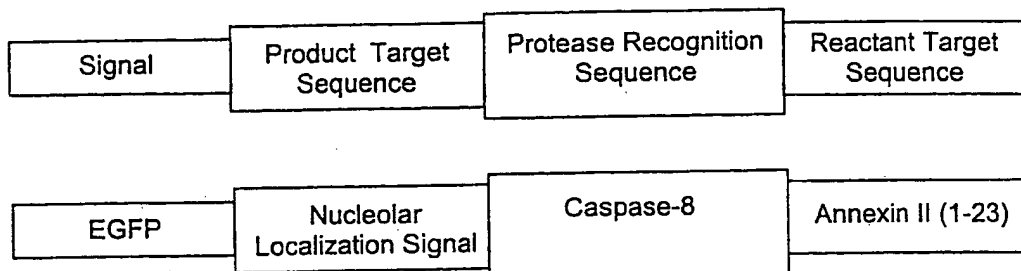 Signal
Product Target
Sequence
Protease Recognition
Sequence
Reactant Target
Sequence
EGFP
Nucleolar
Localization Signal
Caspase-8
Annexin II (1-23)